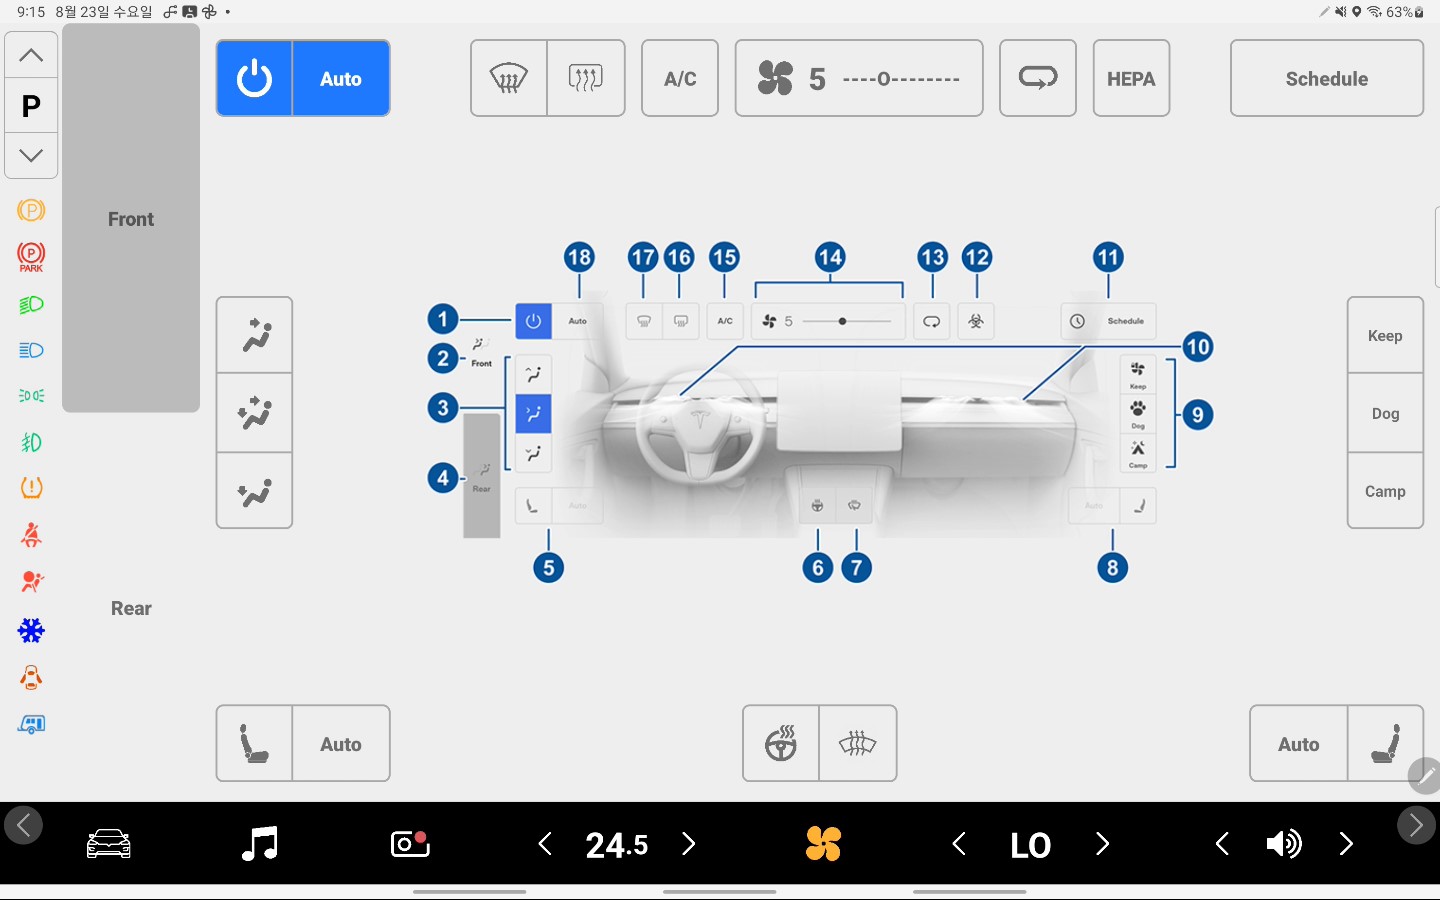 9:15 8월 23일 수요일 63%
P
Auto
A/C
5 ----O--------
HEPA
Schedule
Front
PARK
Rear
18 17 16 15 14 13 12 11
1 Auto A/C 5 Schedule
2 Front 10
3 Keep 9
Dog
Camp
4 Rear
Auto Auto
5 6 7 8
Keep
Dog
Camp
Auto
Auto
24.5 LO